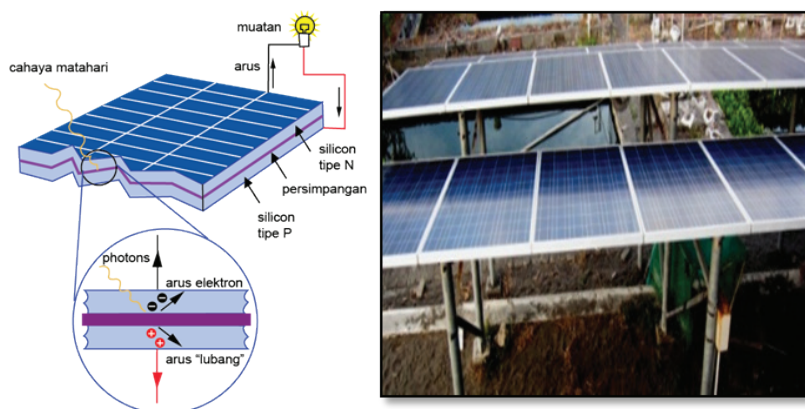 muatan
cahaya matahari
arus
silicon
tipe N
persimpangan
silicon
tipe P
photons
arus elektron
arus "lubang"